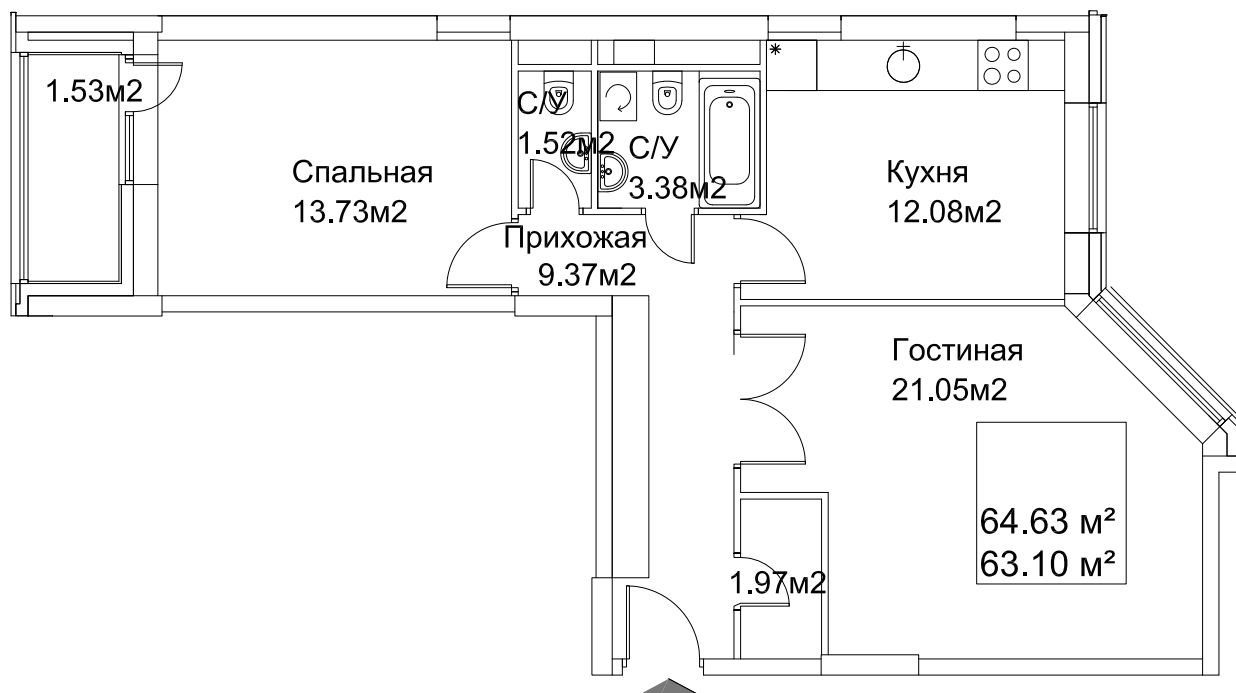 1.53м2
Спальная
13.73м2
С/У
1.52м2
С/У
3.38м2
Прихожая
9.37м2
Кухня
12.08м2
Гостиная
21.05м2
1.97м2
64.63 м²
63.10 м²